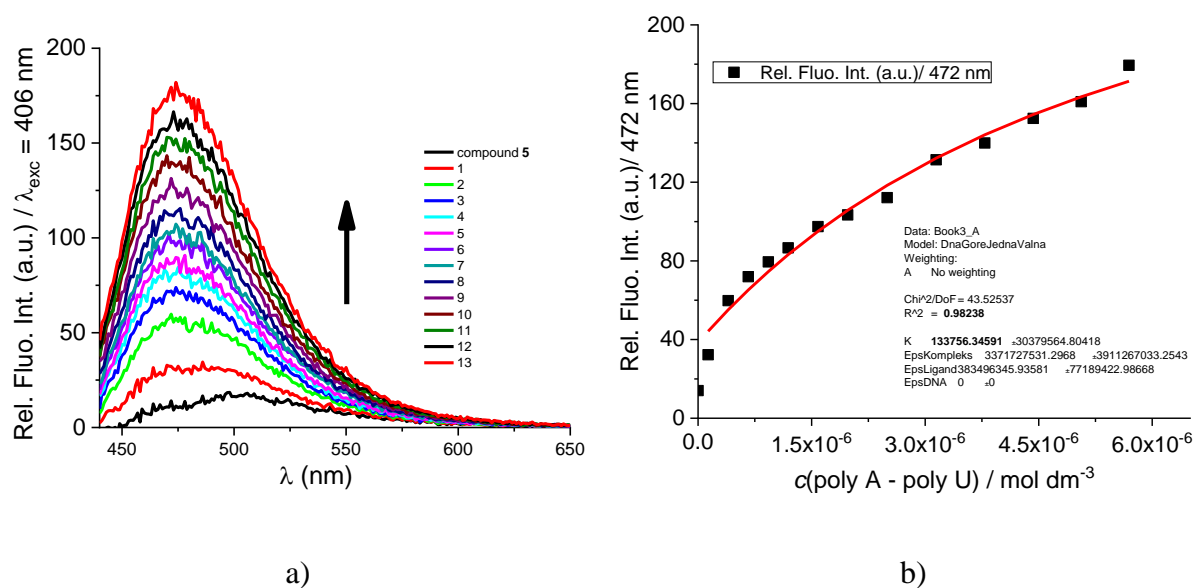 200
150
100
50
0
450
500
550
600
650
Rel. Fluo. Int. (a.u.) / λexc = 406 nm
λ (nm)
compound 5
1
2
3
4
5
6
7
8
9
10
11
12
13
a)
200
160
120
80
40
0
0.0
1.5x10-6
3.0x10-6
4.5x10-6
6.0x10-6
Rel. Fluo. Int. (a.u.)/ 472 nm
c(poly A - poly U) / mol dm-3
Rel. Fluo. Int. (a.u.)/ 472 nm
Data: Book3_A
Model: DnaGoreJednaValna
Weighting:
A No weighting
Chi^2/DoF = 43.52537
R^2 = 0.98238
K 133756.34591 ±30379564.80418
EpsKompleks 3371727531.2968 ±3911267033.2543
EpsLigand383496345.93581 ±77189422.98668
EpsDNA 0 ±0
b)